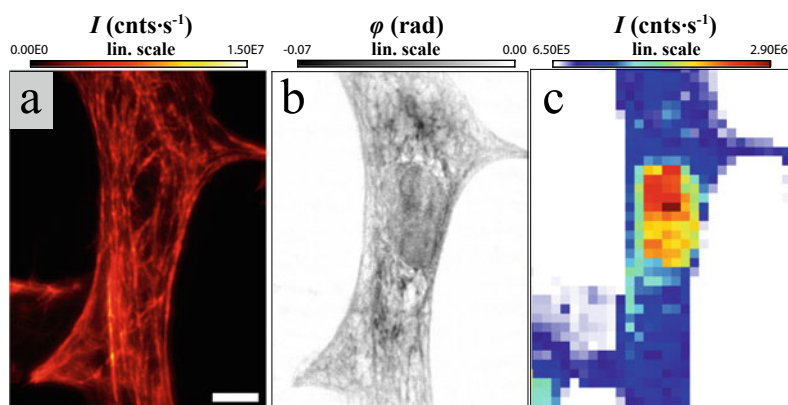 I (cnts·s⁻¹)
lin. scale
0.00E0 1.50E7
a
φ (rad)
lin. scale
-0.07 0.00
b
I (cnts·s⁻¹)
lin. scale
6.50E5 2.90E6
c